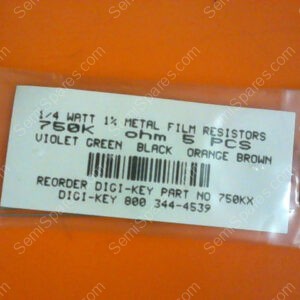 1/4 WATT 1% METAL FILM RESISTORS
750K ohm 5 PCS
VIOLET GREEN BLACK ORANGE BROWN
REORDER DIGI-KEY PART NO 750KX
DIGI-KEY 800 344-4539